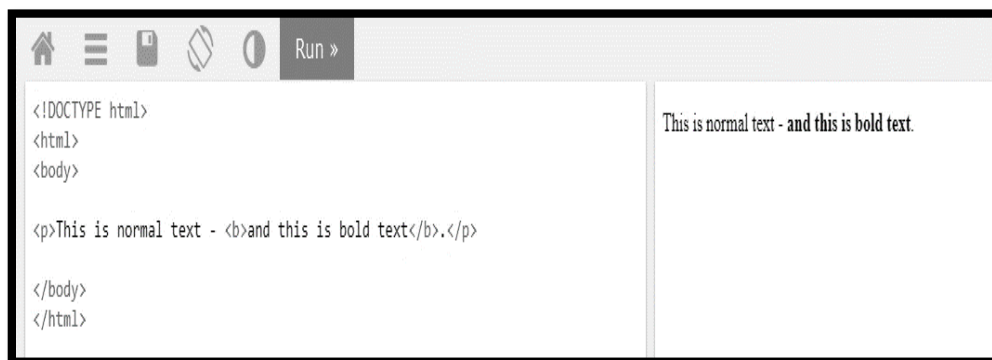 Run »
<!DOCTYPE html>
<html>
<body>
<p>This is normal text - <b>and this is bold text</b>.</p>
</body>
</html>
This is normal text - and this is bold text.